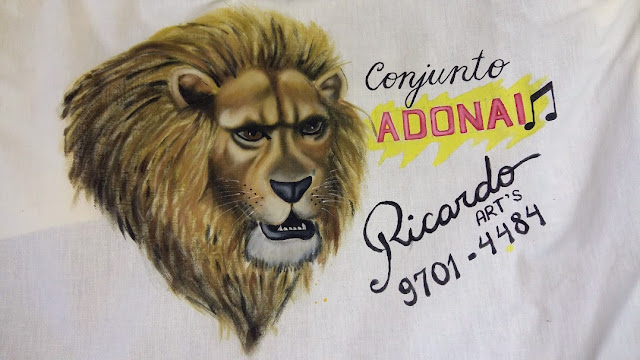 Conjunto
ADONAI
Ricardo
ART'S
9701-4484